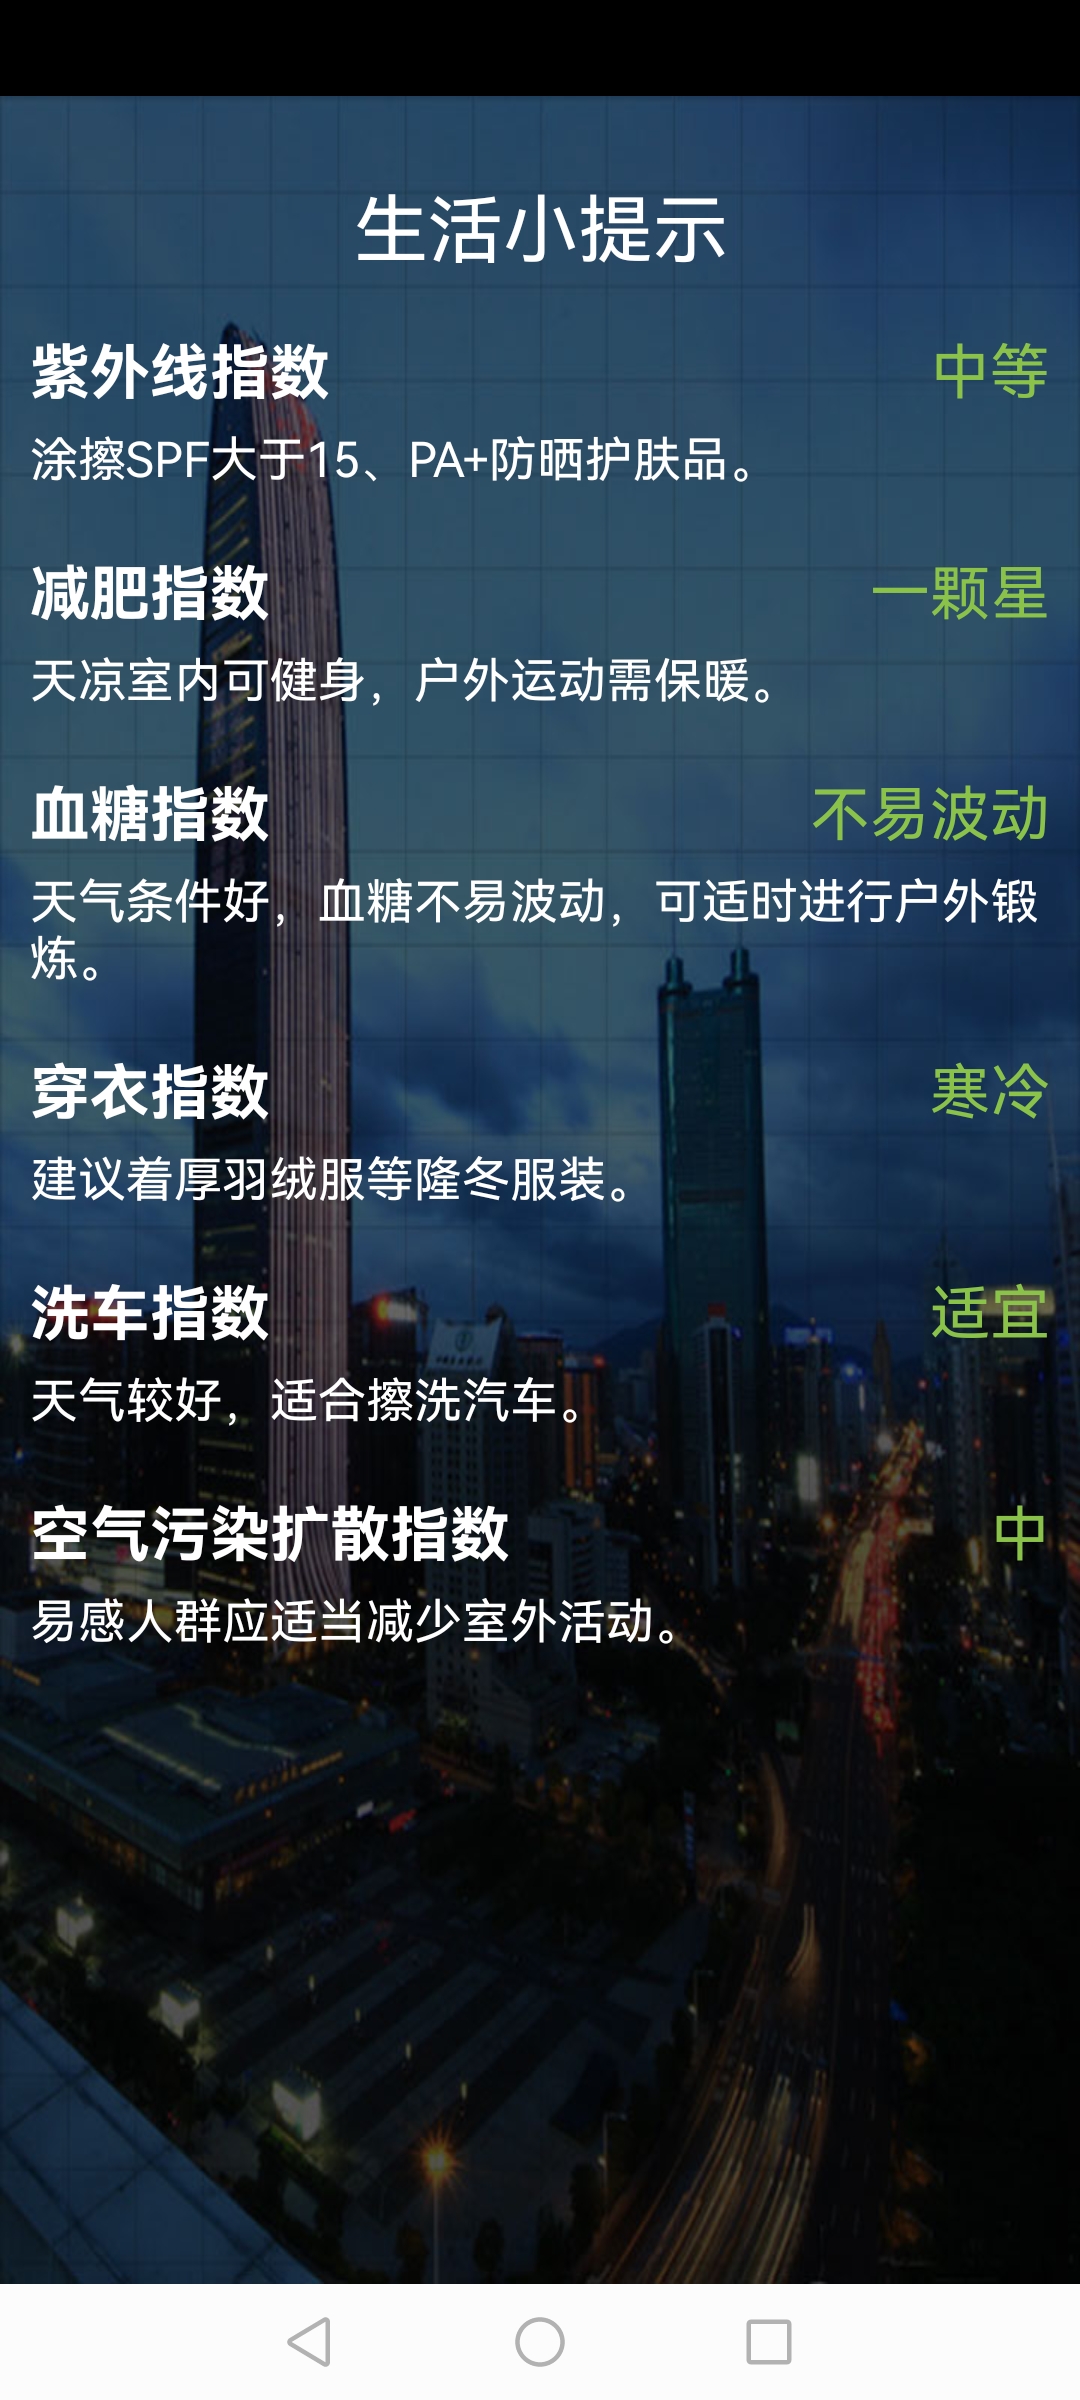 生活小提示
紫外线指数 中等
涂擦SPF大于15、PA+防晒护肤品。
减肥指数 一颗星
天凉室内可健身，户外运动需保暖。
血糖指数 不易波动
天气条件好，血糖不易波动，可适时进行户外锻
炼。
穿衣指数 寒冷
建议着厚羽绒服等隆冬服装。
洗车指数 适宜
天气较好，适合擦洗汽车。
空气污染扩散指数 中
易感人群应适当减少室外活动。